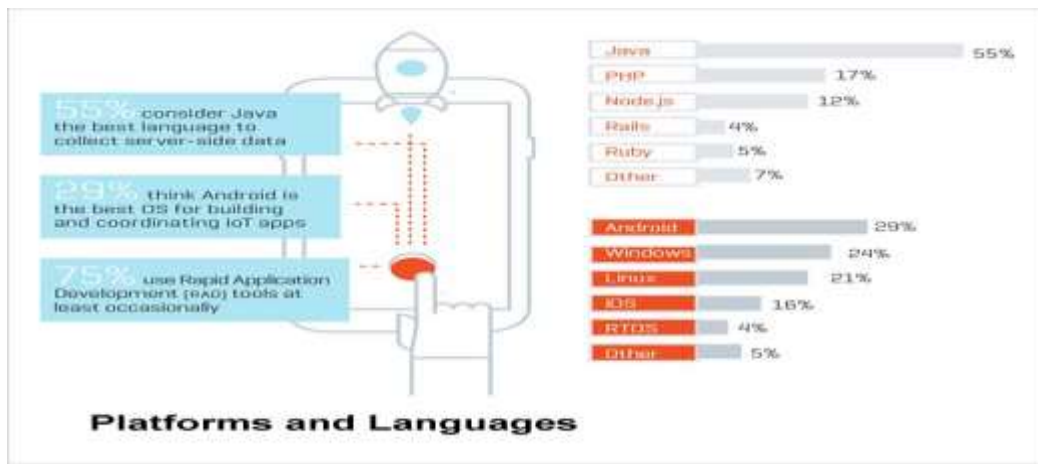 55% consider Java
the best language to
collect server-side data
29% think Android is
the best OS for building
and coordinating IoT apps
75% use Rapid Application
Development (RAD) tools at
least occasionally
Java 55%
PHP 17%
Node.js 12%
Rails 4%
Ruby 5%
Other 7%
Android 29%
Windows 24%
Linux 21%
iOS 16%
RTOS 4%
Other 5%
Platforms and Languages